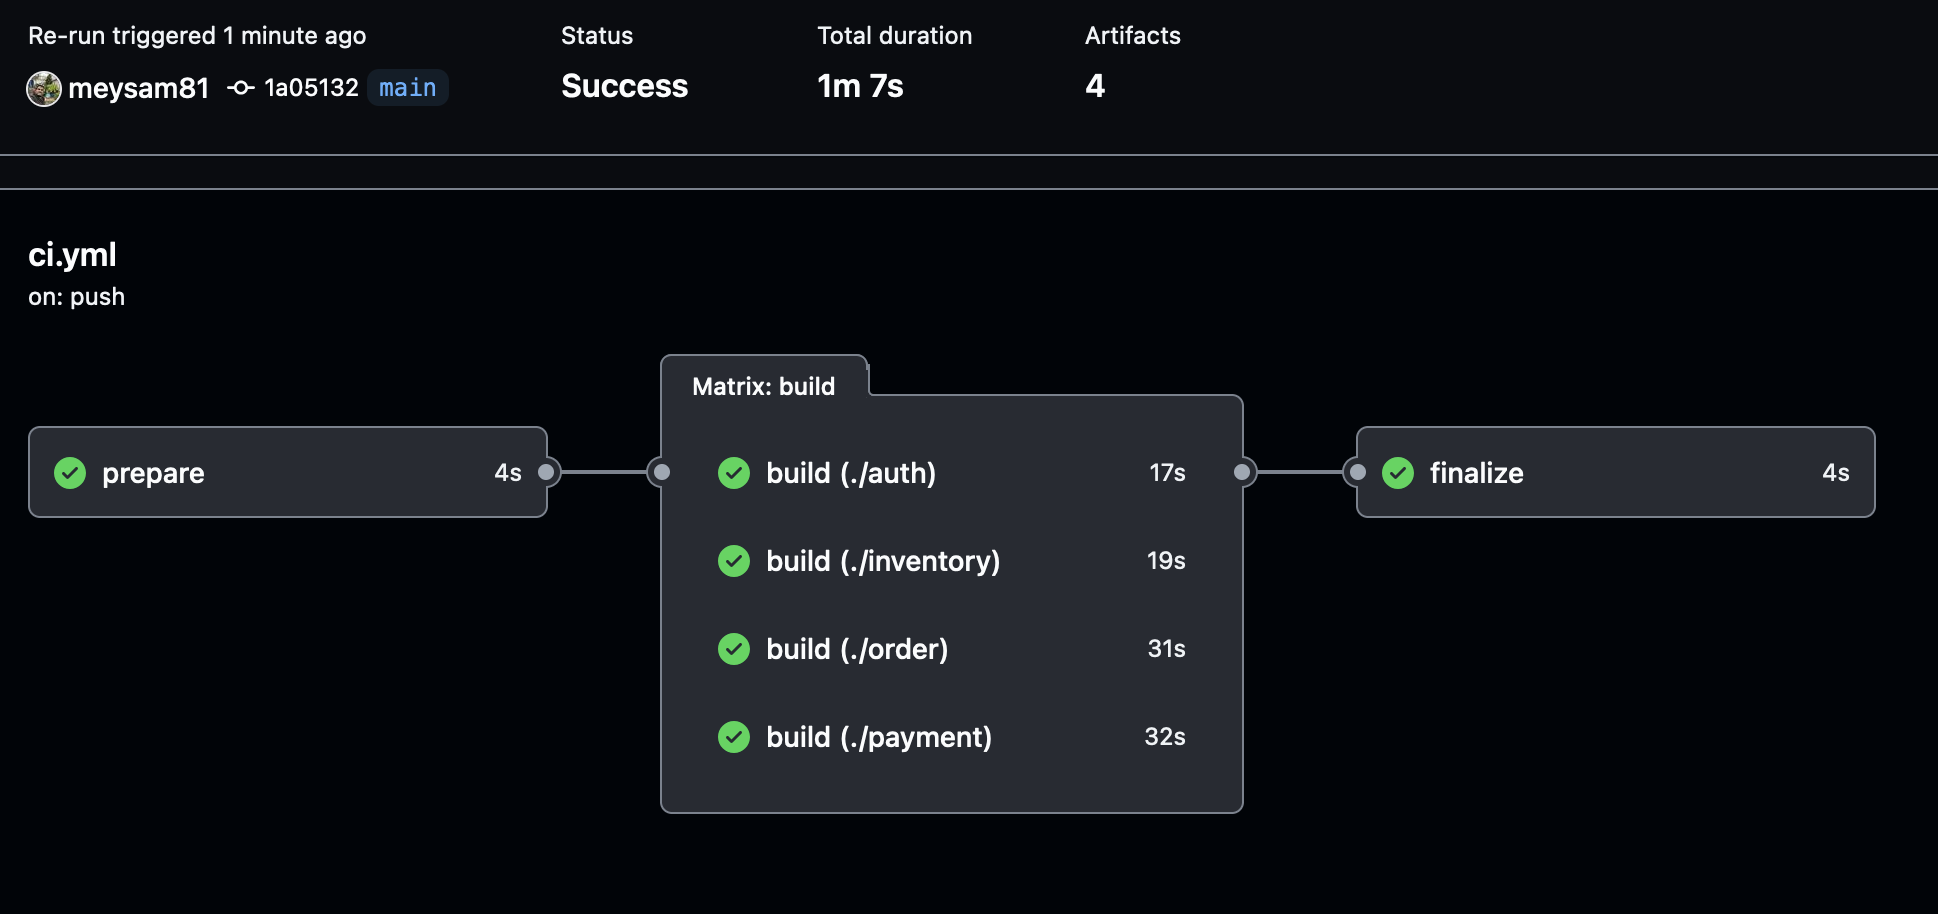 Re-run triggered 1 minute ago
meysam81 1a05132 main
Status
Success
Total duration
1m 7s
Artifacts
4
ci.yml
on: push
prepare 4s
Matrix: build
build (./auth) 17s
build (./inventory) 19s
build (./order) 31s
build (./payment) 32s
finalize 4s